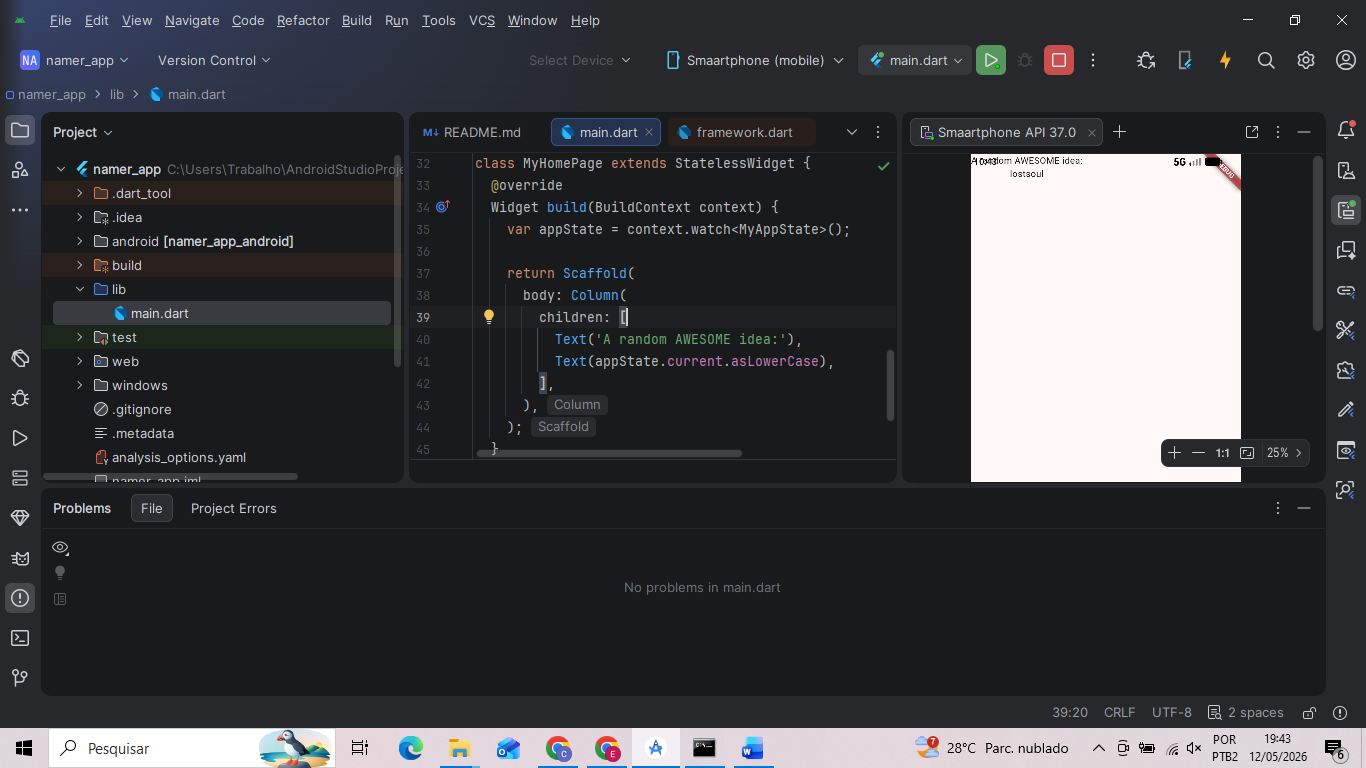 File Edit View Navigate Code Refactor Build Run Tools VCS Window Help
NA namer_app Version Control Select Device Smaartphone (mobile) main.dart
namer_app lib main.dart
Project
namer_app C:\Users\Trabalho\AndroidStudioProje
.dart_tool
.idea
android [namer_app_android]
build
lib
main.dart
test
web
windows
.gitignore
.metadata
analysis_options.yaml
namer_app.iml
README.md main.dart framework.dart
32 class MyHomePage extends StatelessWidget {
33 @override
34 Widget build(BuildContext context) {
35 var appState = context.watch<MyAppState>();
36
37 return Scaffold(
38 body: Column(
39 children: [
40 Text('A random AWESOME idea:'),
41 Text(appState.current.asLowerCase),
42 ],
43 ), Column
44 ); Scaffold
45 }
Smaartphone API 37.0
A random AWESOME idea: 5G
lostsoul
1:1 25%
Problems File Project Errors
No problems in main.dart
39:20 CRLF UTF-8 2 spaces
Pesquisar
28°C Parc. nublado
POR
PTB2
19:43
12/05/2026
6